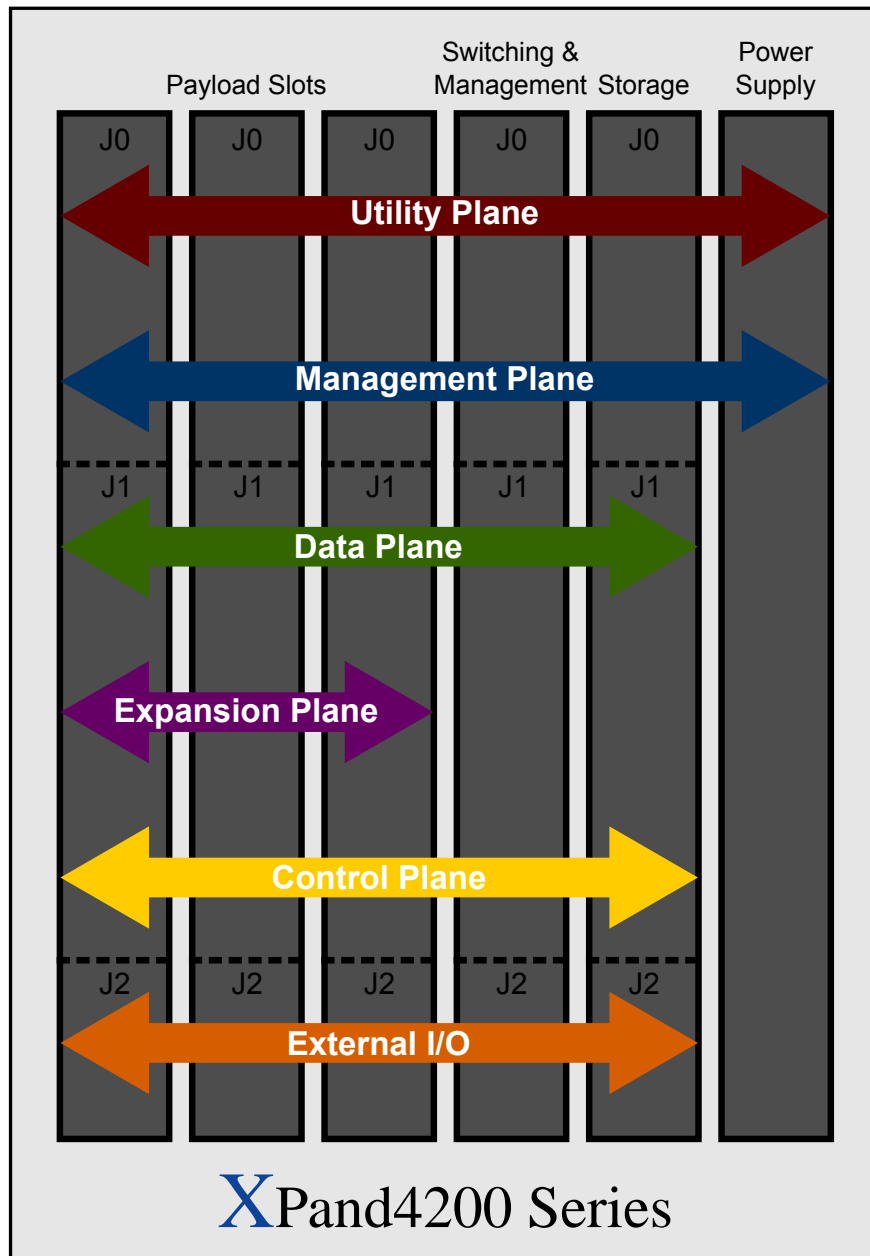 Payload Slots
Switching &
Management
Storage
Power
Supply
J0 J0 J0 J0 J0
Utility Plane
Management Plane
J1 J1 J1 J1 J1
Data Plane
Expansion Plane
Control Plane
J2 J2 J2 J2 J2
External I/O
XPand4200 Series